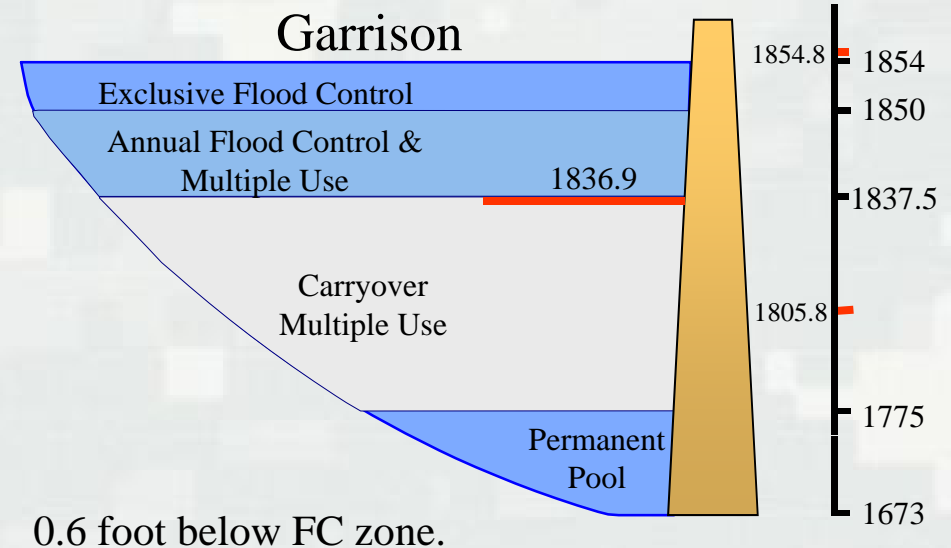 Garrison
1854.8
1854
Exclusive Flood Control
1850
Annual Flood Control &
Multiple Use
1836.9
1837.5
Carryover
Multiple Use
1805.8
1775
Permanent
Pool
1673
0.6 foot below FC zone.